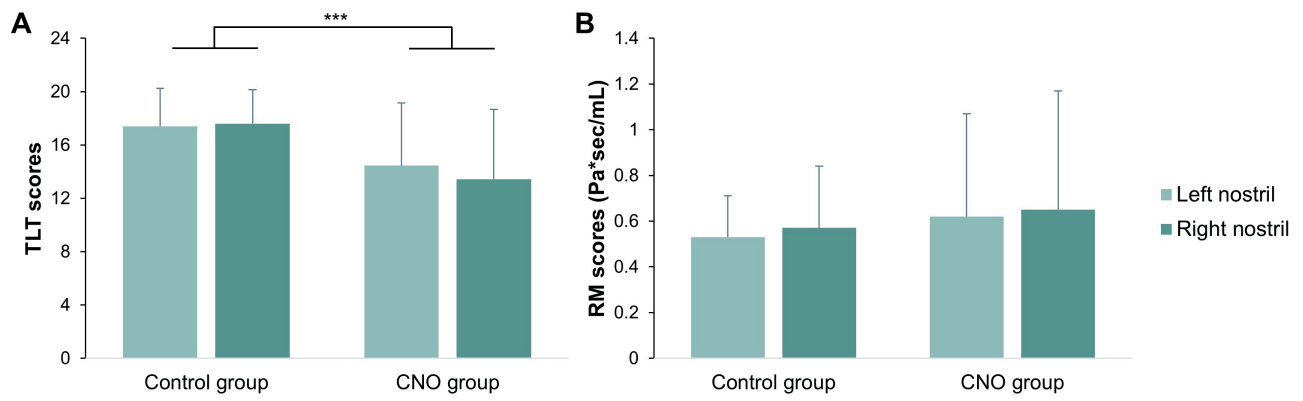 A
***
TLT scores
24
20
16
12
8
4
0
Control group
CNO group
B
RM scores (Pa*sec/mL)
1.4
1.2
1
0.8
0.6
0.4
0.2
0
Control group
CNO group
Left nostril
Right nostril